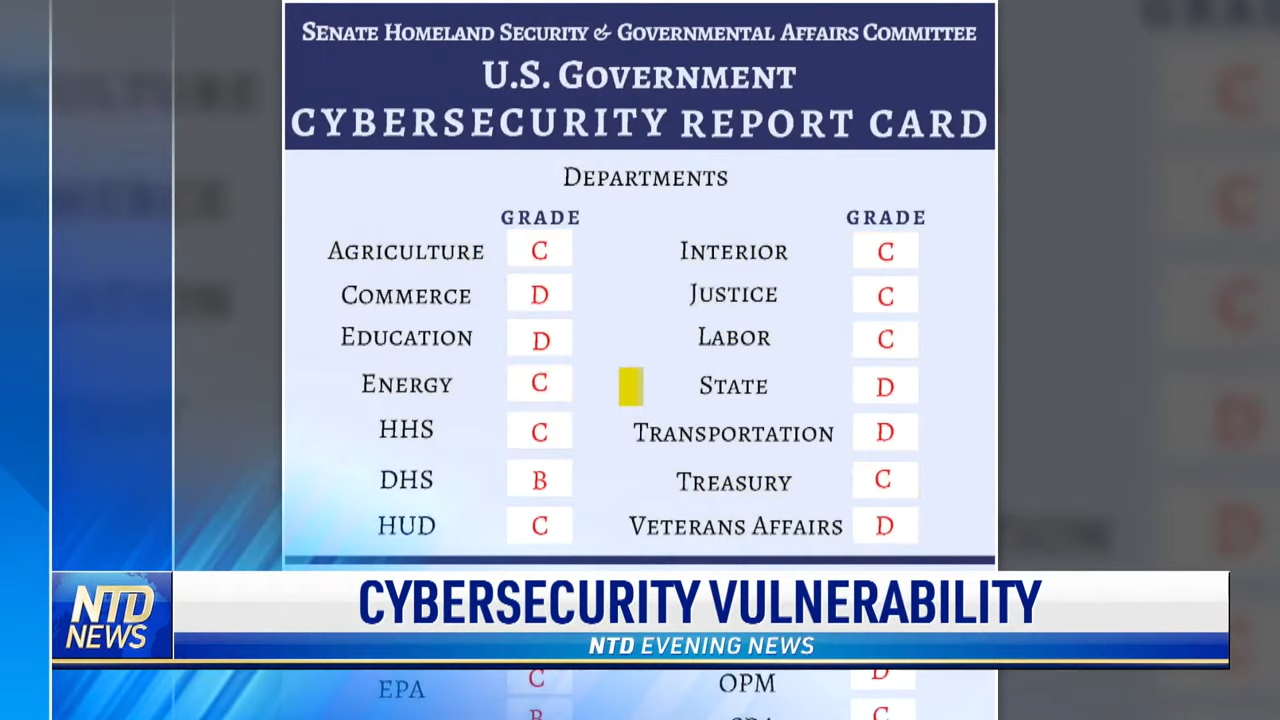 SENATE HOMELAND SECURITY & GOVERNMENTAL AFFAIRS COMMITTEE
U.S. GOVERNMENT
CYBERSECURITY REPORT CARD
DEPARTMENTS
GRADE GRADE
AGRICULTURE C INTERIOR C
COMMERCE D JUSTICE C
EDUCATION D LABOR C
ENERGY C STATE D
HHS C TRANSPORTATION D
DHS B TREASURY C
HUD C VETERANS AFFAIRS D
NTD NEWS
CYBERSECURITY VULNERABILITY
NTD EVENING NEWS
EPA C OPM D
B C